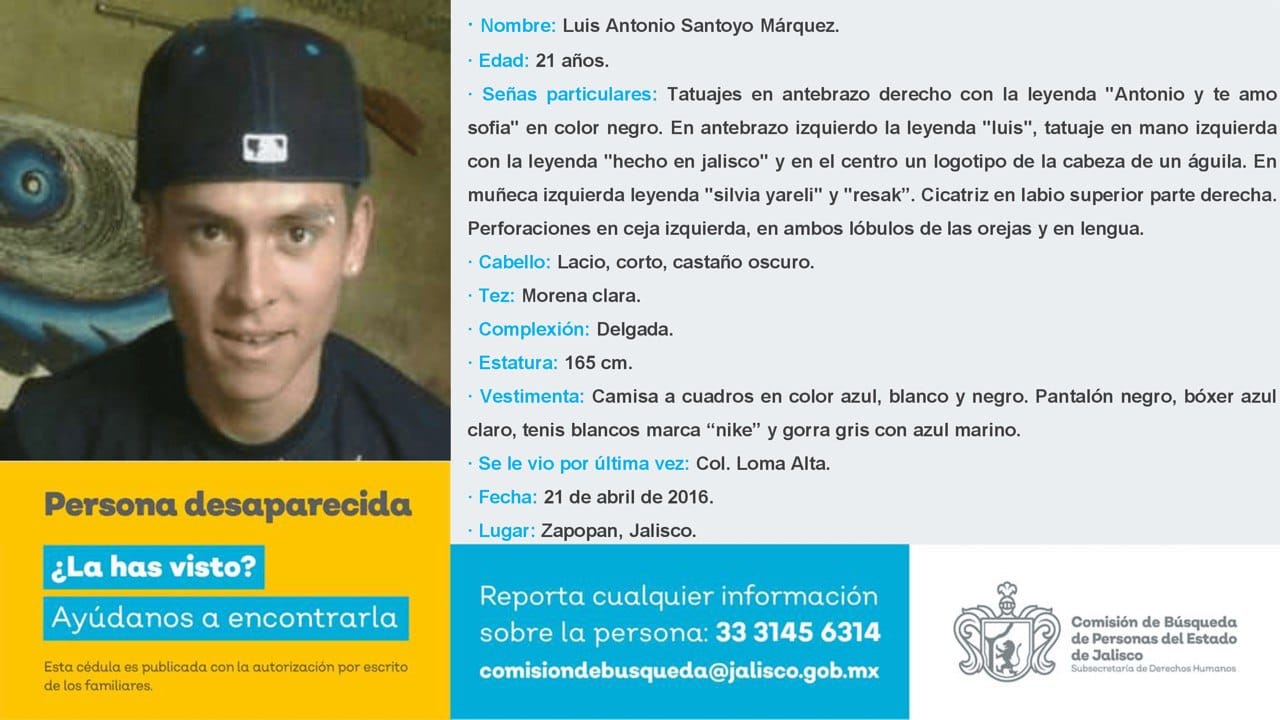 · Nombre: Luis Antonio Santoyo Márquez.
· Edad: 21 años.
· Señas particulares: Tatuajes en antebrazo derecho con la leyenda "Antonio y te amo
sofia" en color negro. En antebrazo izquierdo la leyenda "luis", tatuaje en mano izquierda
con la leyenda "hecho en jalisco" y en el centro un logotipo de la cabeza de un águila. En
muñeca izquierda leyenda "silvia yareli" y "resak”. Cicatriz en labio superior parte derecha.
Perforaciones en ceja izquierda, en ambos lóbulos de las orejas y en lengua.
· Cabello: Lacio, corto, castaño oscuro.
· Tez: Morena clara.
· Complexión: Delgada.
· Estatura: 165 cm.
· Vestimenta: Camisa a cuadros en color azul, blanco y negro. Pantalón negro, bóxer azul
claro, tenis blancos marca “nike” y gorra gris con azul marino.
· Se le vio por última vez: Col. Loma Alta.
· Fecha: 21 de abril de 2016.
· Lugar: Zapopan, Jalisco.
Persona desaparecida
¿La has visto?
Ayúdanos a encontrarla
Esta cédula es publicada con la autorización por escrito
de los familiares.
Reporta cualquier información
sobre la persona: 33 3145 6314
comisiondebusqueda@jalisco.gob.mx
Comisión de Búsqueda
de Personas del Estado
de Jalisco
Subsecretaría de Derechos Humanos